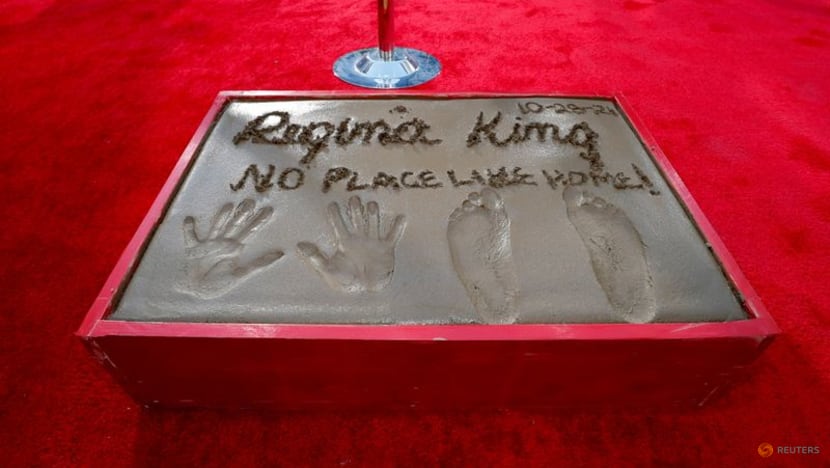 10-28-21
Regina King
NO PLACE LIKE HOME!
REUTERS